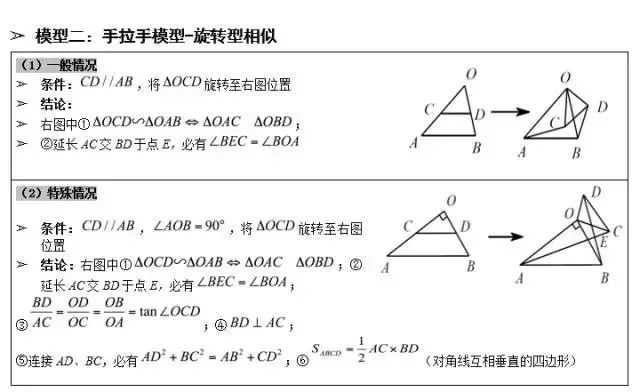 ➢ 模型二：手拉手模型-旋转型相似
（1）一般情况
➢ 条件：CD//AB，将ΔOCD旋转至右图位置
➢ 结论：
➢ 右图中①ΔOCD∽ΔOAB⇔ΔOAC ΔOBD；
➢ ②延长AC交BD于点E，必有∠BEC=∠BOA
O
C
D
A
B
O
D
C
A
B
（2）特殊情况
➢ 条件：CD//AB，∠AOB=90°，将ΔOCD旋转至右图
位置
➢ 结论：右图中①ΔOCD∽ΔOAB⇔ΔOAC ΔOBD；②
延长AC交BD于点E，必有∠BEC=∠BOA；
③BD/AC=OD/OC=OB/OA=tan∠OCD；④BD⊥AC；
⑤连接AD、BC，必有AD²+BC²=AB²+CD²；⑥S_ABCD=1/2 AC×BD（对角线互相垂直的四边形）
O
C
D
A
B
D
O
C
E
A
B